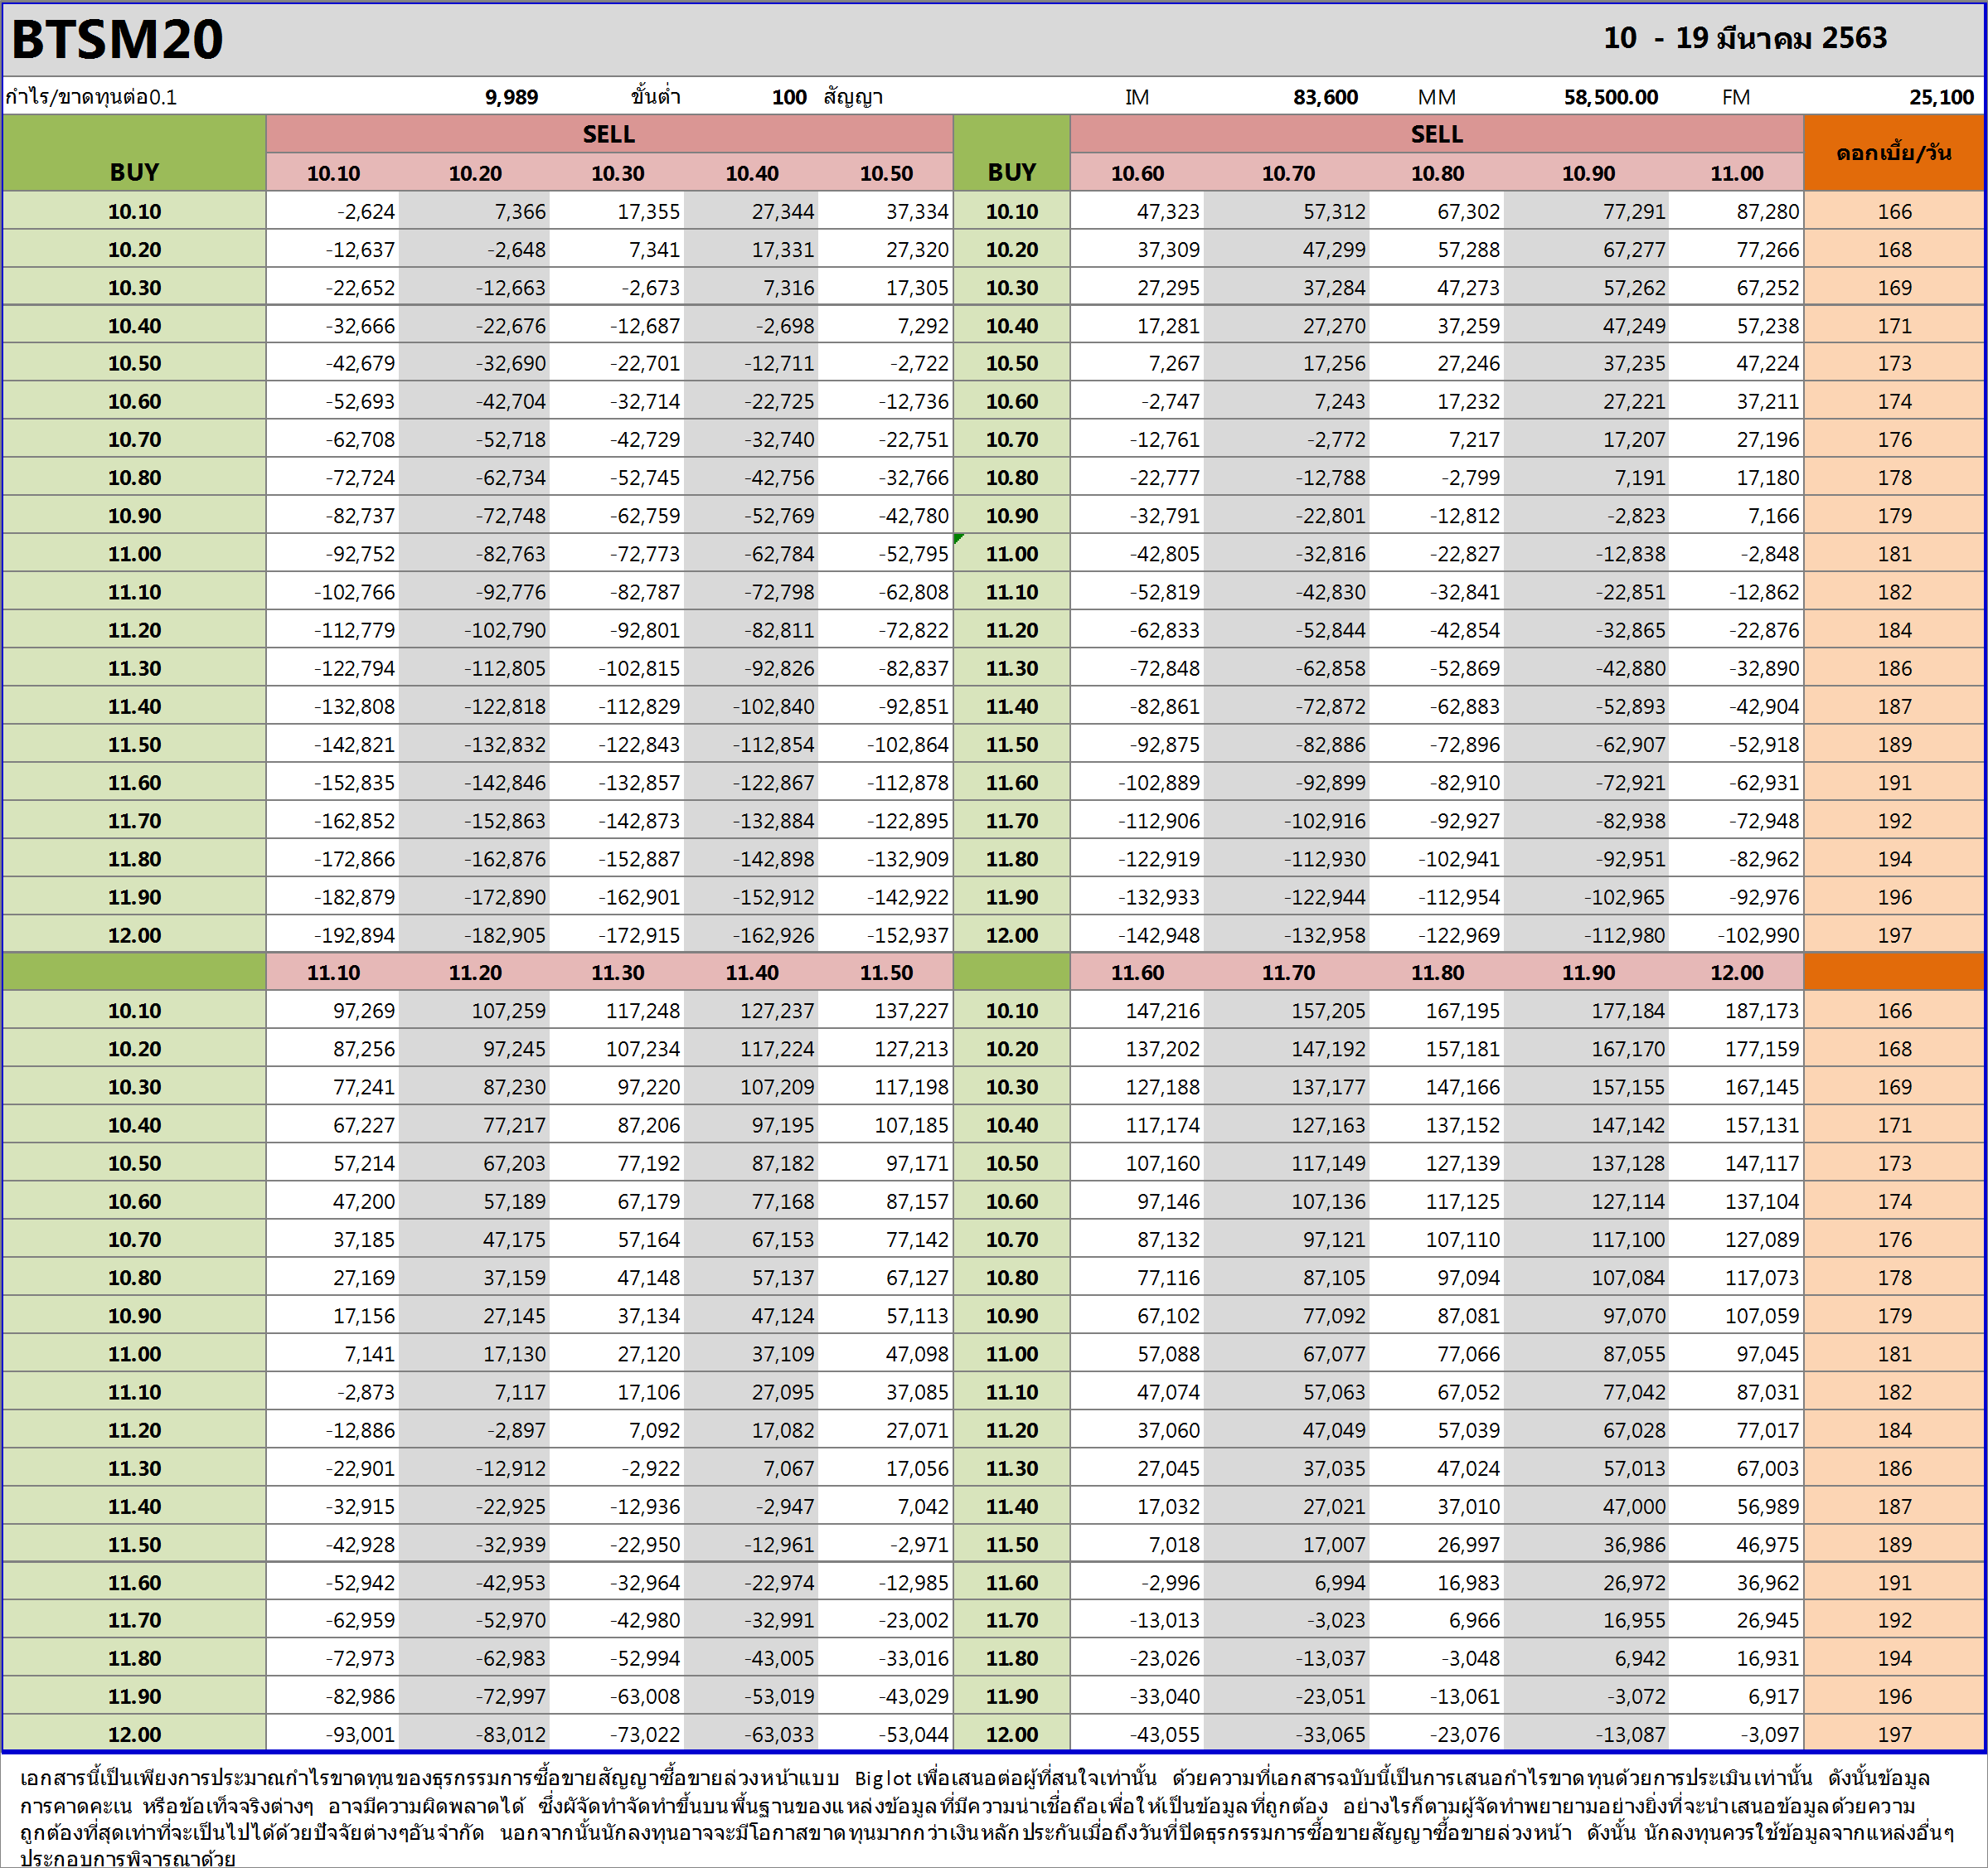 BTSM20 10 - 19 มีนาคม 2563
กำไร/ขาดทุนต่อ0.1 9,989 ขั้นต่ำ 100 สัญญา IM 83,600 MM 58,500.00 FM 25,100
BUY SELL BUY SELL ดอกเบี้ย/วัน
10.10 10.20 10.30 10.40 10.50 10.60 10.70 10.80 10.90 11.00
10.10 -2,624 7,366 17,355 27,344 37,334 10.10 47,323 57,312 67,302 77,291 87,280 166
10.20 -12,637 -2,648 7,341 17,331 27,320 10.20 37,309 47,299 57,288 67,277 77,266 168
10.30 -22,652 -12,663 -2,673 7,316 17,305 10.30 27,295 37,284 47,273 57,262 67,252 169
10.40 -32,666 -22,676 -12,687 -2,698 7,292 10.40 17,281 27,270 37,259 47,249 57,238 171
10.50 -42,679 -32,690 -22,701 -12,711 -2,722 10.50 7,267 17,256 27,246 37,235 47,224 173
10.60 -52,693 -42,704 -32,714 -22,725 -12,736 10.60 -2,747 7,243 17,232 27,221 37,211 174
10.70 -62,708 -52,718 -42,729 -32,740 -22,751 10.70 -12,761 -2,772 7,217 17,207 27,196 176
10.80 -72,724 -62,734 -52,745 -42,756 -32,766 10.80 -22,777 -12,788 -2,799 7,191 17,180 178
10.90 -82,737 -72,748 -62,759 -52,769 -42,780 10.90 -32,791 -22,801 -12,812 -2,823 7,166 179
11.00 -92,752 -82,763 -72,773 -62,784 -52,795 11.00 -42,805 -32,816 -22,827 -12,838 -2,848 181
11.10 -102,766 -92,776 -82,787 -72,798 -62,808 11.10 -52,819 -42,830 -32,841 -22,851 -12,862 182
11.20 -112,779 -102,790 -92,801 -82,811 -72,822 11.20 -62,833 -52,844 -42,854 -32,865 -22,876 184
11.30 -122,794 -112,805 -102,815 -92,826 -82,837 11.30 -72,848 -62,858 -52,869 -42,880 -32,890 186
11.40 -132,808 -122,818 -112,829 -102,840 -92,851 11.40 -82,861 -72,872 -62,883 -52,893 -42,904 187
11.50 -142,821 -132,832 -122,843 -112,854 -102,864 11.50 -92,875 -82,886 -72,896 -62,907 -52,918 189
11.60 -152,835 -142,846 -132,857 -122,867 -112,878 11.60 -102,889 -92,899 -82,910 -72,921 -62,931 191
11.70 -162,852 -152,863 -142,873 -132,884 -122,895 11.70 -112,906 -102,916 -92,927 -82,938 -72,948 192
11.80 -172,866 -162,876 -152,887 -142,898 -132,909 11.80 -122,919 -112,930 -102,941 -92,951 -82,962 194
11.90 -182,879 -172,890 -162,901 -152,912 -142,922 11.90 -132,933 -122,944 -112,954 -102,965 -92,976 196
12.00 -192,894 -182,905 -172,915 -162,926 -152,937 12.00 -142,948 -132,958 -122,969 -112,980 -102,990 197
11.10 11.20 11.30 11.40 11.50 11.60 11.70 11.80 11.90 12.00
10.10 97,269 107,259 117,248 127,237 137,227 10.10 147,216 157,205 167,195 177,184 187,173 166
10.20 87,256 97,245 107,234 117,224 127,213 10.20 137,202 147,192 157,181 167,170 177,159 168
10.30 77,241 87,230 97,220 107,209 117,198 10.30 127,188 137,177 147,166 157,155 167,145 169
10.40 67,227 77,217 87,206 97,195 107,185 10.40 117,174 127,163 137,152 147,142 157,131 171
10.50 57,214 67,203 77,192 87,182 97,171 10.50 107,160 117,149 127,139 137,128 147,117 173
10.60 47,200 57,189 67,179 77,168 87,157 10.60 97,146 107,136 117,125 127,114 137,104 174
10.70 37,185 47,175 57,164 67,153 77,142 10.70 87,132 97,121 107,110 117,100 127,089 176
10.80 27,169 37,159 47,148 57,137 67,127 10.80 77,116 87,105 97,094 107,084 117,073 178
10.90 17,156 27,145 37,134 47,124 57,113 10.90 67,102 77,092 87,081 97,070 107,059 179
11.00 7,141 17,130 27,120 37,109 47,098 11.00 57,088 67,077 77,066 87,055 97,045 181
11.10 -2,873 7,117 17,106 27,095 37,085 11.10 47,074 57,063 67,052 77,042 87,031 182
11.20 -12,886 -2,897 7,092 17,082 27,071 11.20 37,060 47,049 57,039 67,028 77,017 184
11.30 -22,901 -12,912 -2,922 7,067 17,056 11.30 27,045 37,035 47,024 57,013 67,003 186
11.40 -32,915 -22,925 -12,936 -2,947 7,042 11.40 17,032 27,021 37,010 47,000 56,989 187
11.50 -42,928 -32,939 -22,950 -12,961 -2,971 11.50 7,018 17,007 26,997 36,986 46,975 189
11.60 -52,942 -42,953 -32,964 -22,974 -12,985 11.60 -2,996 6,994 16,983 26,972 36,962 191
11.70 -62,959 -52,970 -42,980 -32,991 -23,002 11.70 -13,013 -3,023 6,966 16,955 26,945 192
11.80 -72,973 -62,983 -52,994 -43,005 -33,016 11.80 -23,026 -13,037 -3,048 6,942 16,931 194
11.90 -82,986 -72,997 -63,008 -53,019 -43,029 11.90 -33,040 -23,051 -13,061 -3,072 6,917 196
12.00 -93,001 -83,012 -73,022 -63,033 -53,044 12.00 -43,055 -33,065 -23,076 -13,087 -3,097 197
เอกสารนี้เป็นเพียงการประมาณกำไรขาดทุนของธุรกรรมการซื้อขายสัญญาซื้อขายล่วงหน้าแบบ Big lot เพื่อเสนอต่อผู้ที่สนใจเท่านั้น ด้วยความที่เอกสารฉบับนี้เป็นการเสนอกำไรขาดทุนด้วยการประเมินเท่านั้น ดังนั้นข้อมูล
การคาดคะเน หรือข้อเท็จจริงต่างๆ อาจมีความผิดพลาดได้ ซึ่งผัจัดทำจัดทำขึ้นบนพื้นฐานของแหล่งข้อมูลที่มีความน่าเชื่อถือเพื่อให้เป็นข้อมูลที่ถูกต้อง อย่างไรก็ตามผู้จัดทำพยายามอย่างยิ่งที่จะนำเสนอข้อมูลด้วยความ
ถูกต้องที่สุดเท่าที่จะเป็นไปได้ด้วยปัจจัยต่างๆอันจำกัด นอกจากนั้นนักลงทุนอาจจะมีโอกาสขาดทุนมากกว่าเงินหลักประกันเมื่อถึงวันที่ปิดธุรกรรมการซื้อขายสัญญาซื้อขายล่วงหน้า ดังนั้น นักลงทุนควรใช้ข้อมูลจากแหล่งอื่นๆ
ประกอบการพิจารณาด้วย